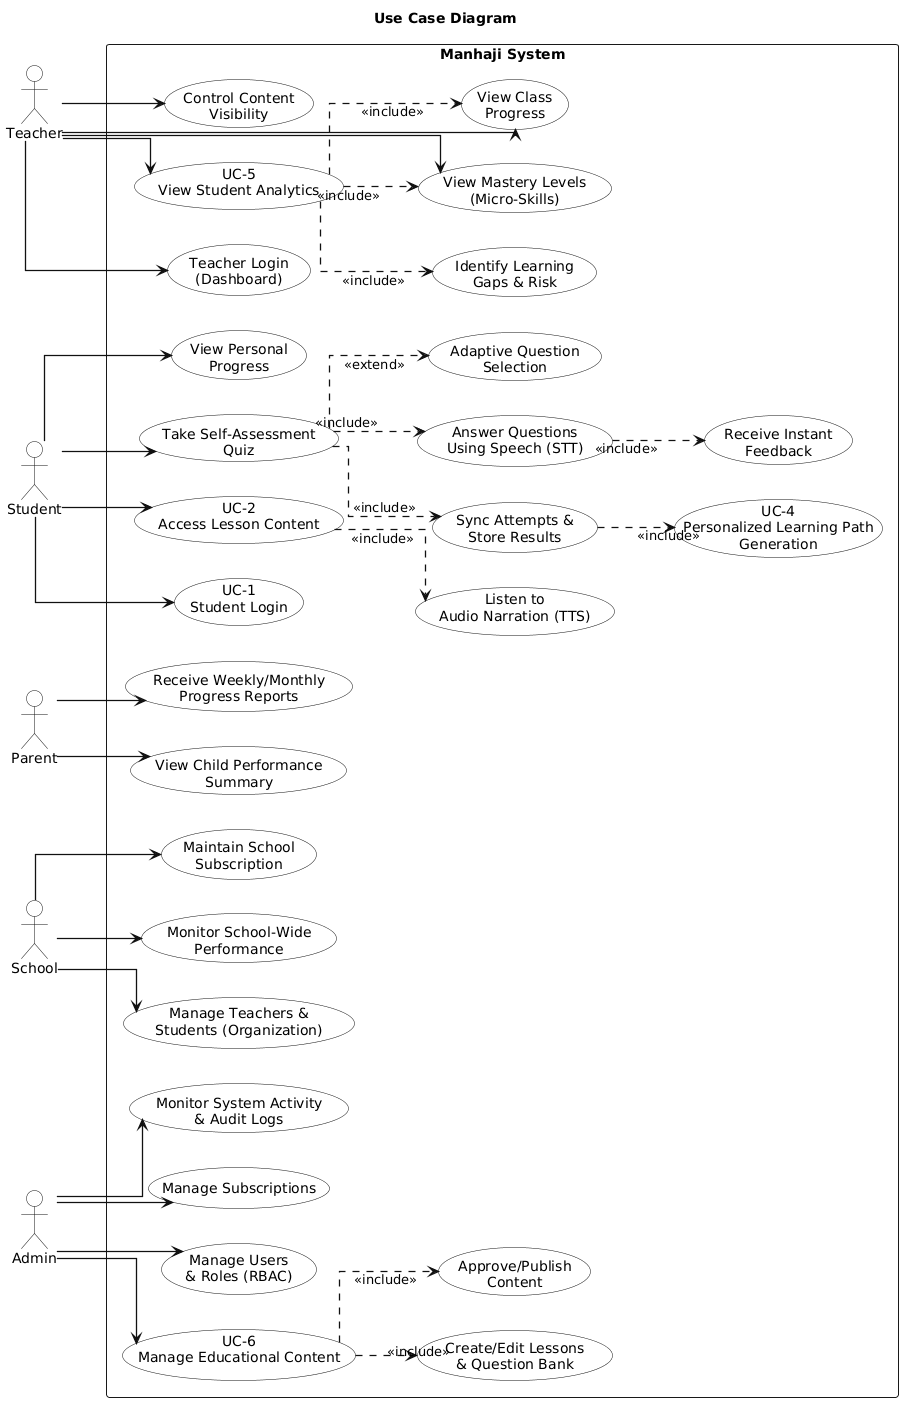 Use Case Diagram
Manhaji System
Teacher
Control Content
Visibility
«include»
View Class
Progress
UC-5
View Student Analytics
«include»
View Mastery Levels
(Micro-Skills)
Teacher Login
(Dashboard)
«include»
Identify Learning
Gaps & Risk
Student
View Personal
Progress
«extend»
Adaptive Question
Selection
Take Self-Assessment
Quiz
«include»
Answer Questions
Using Speech (STT)
«include»
Receive Instant
Feedback
UC-2
Access Lesson Content
«include»
Sync Attempts &
Store Results
«include»
UC-4
Personalized Learning Path
Generation
«include»
UC-1
Student Login
Listen to
Audio Narration (TTS)
Parent
Receive Weekly/Monthly
Progress Reports
View Child Performance
Summary
School
Maintain School
Subscription
Monitor School-Wide
Performance
Manage Teachers &
Students (Organization)
Admin
Monitor System Activity
& Audit Logs
Manage Subscriptions
Manage Users
& Roles (RBAC)
«include»
Approve/Publish
Content
UC-6
Manage Educational Content
«include»
Create/Edit Lessons
& Question Bank